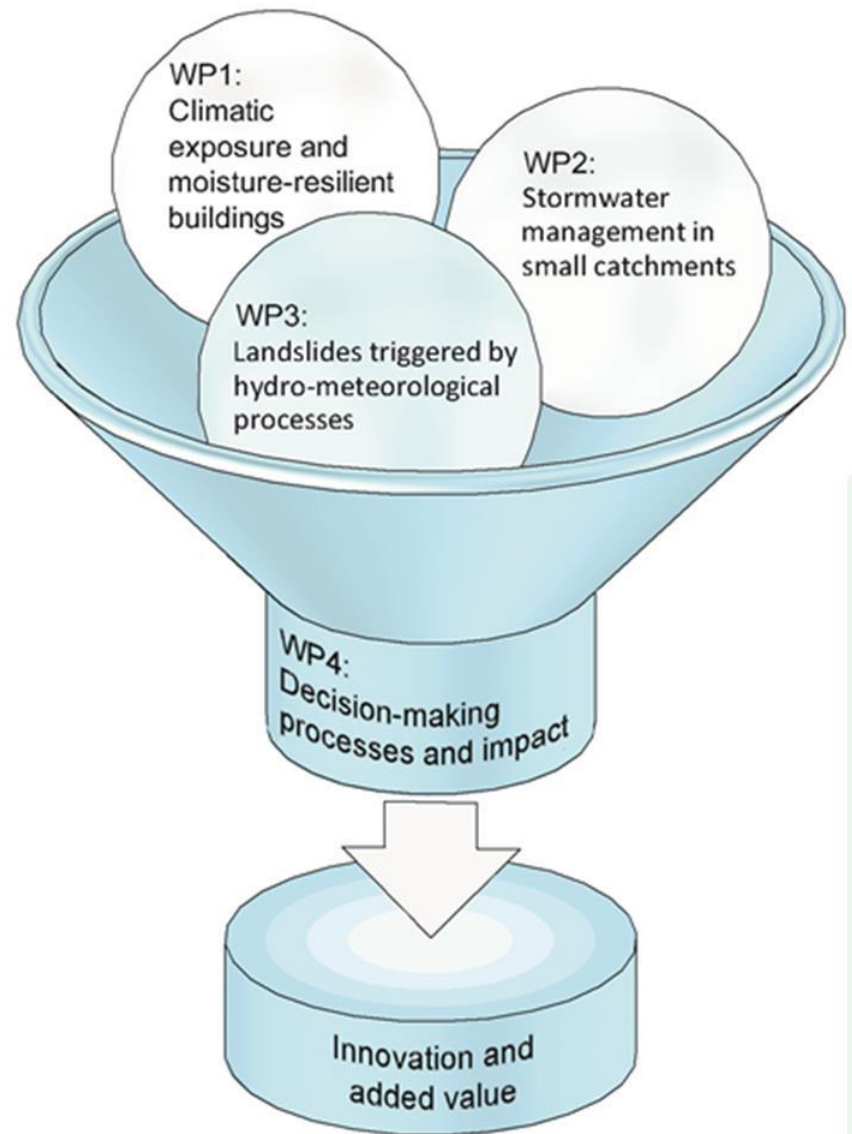 WP1:
Climatic
exposure and
moisture-resilient
buildings
WP2:
Stormwater
management in
small catchments
WP3:
Landslides triggered by
hydro-meteorological
processes
WP4:
Decision-making
processes and impact
Innovation and
added value